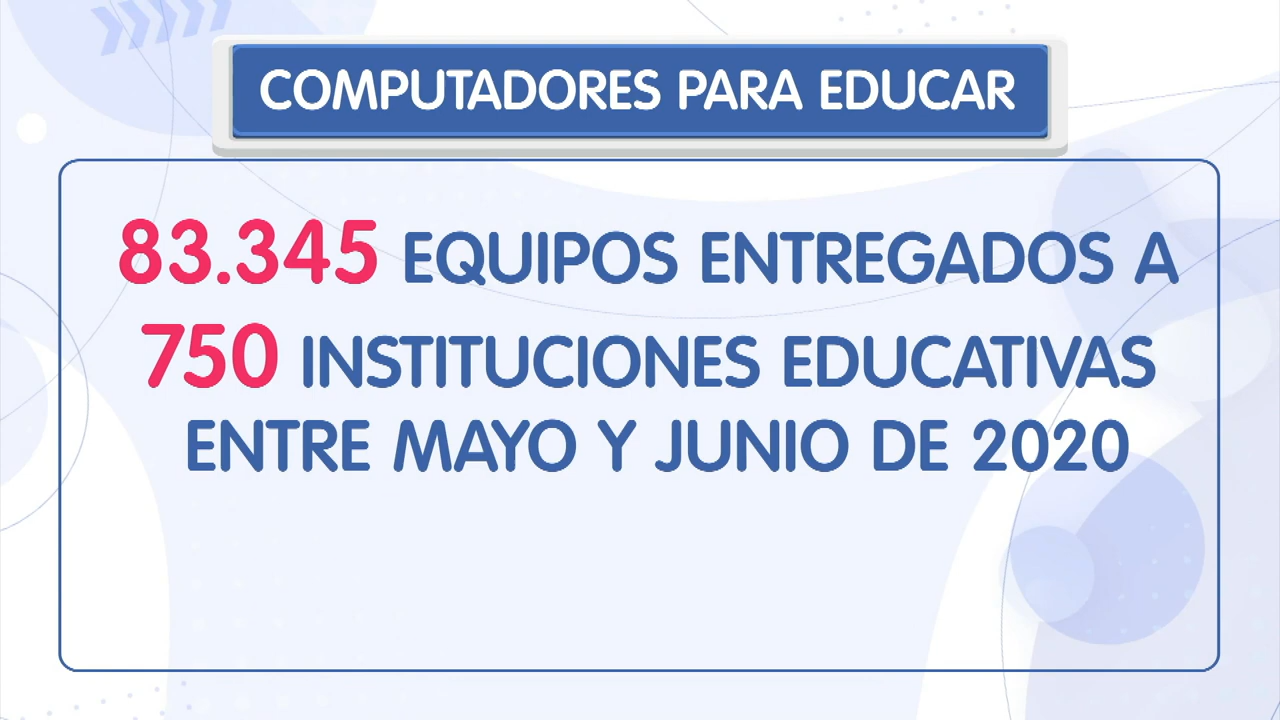 COMPUTADORES PARA EDUCAR
83.345 EQUIPOS ENTREGADOS A
750 INSTITUCIONES EDUCATIVAS
ENTRE MAYO Y JUNIO DE 2020